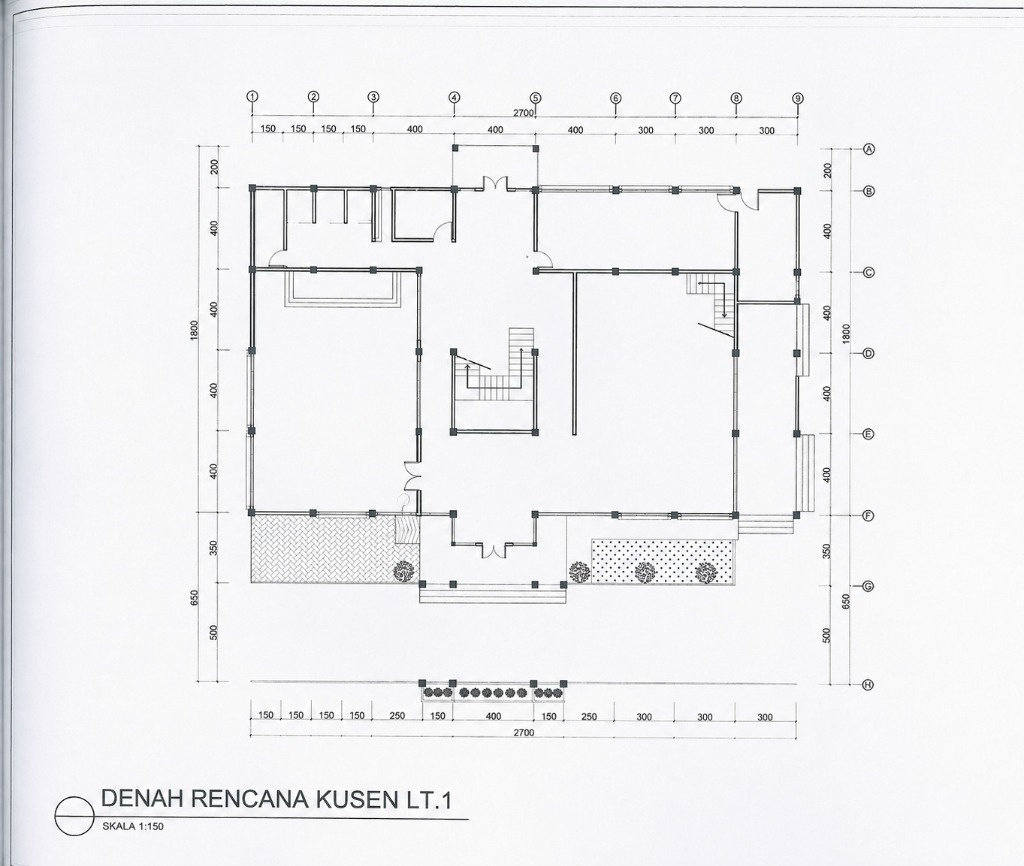 1 2 3 4 5 6 7 8 9
2700
150 150 150 150 400 400 400 300 300 300
A
200 200
B
400 400
C
400 400
1800 1800
D
400 400
E
400 400
F
350 350
G
650 650
500 500
H
150 150 150 150 250 150 400 150 250 300 300 300
2700
DENAH RENCANA KUSEN LT.1
SKALA 1:150